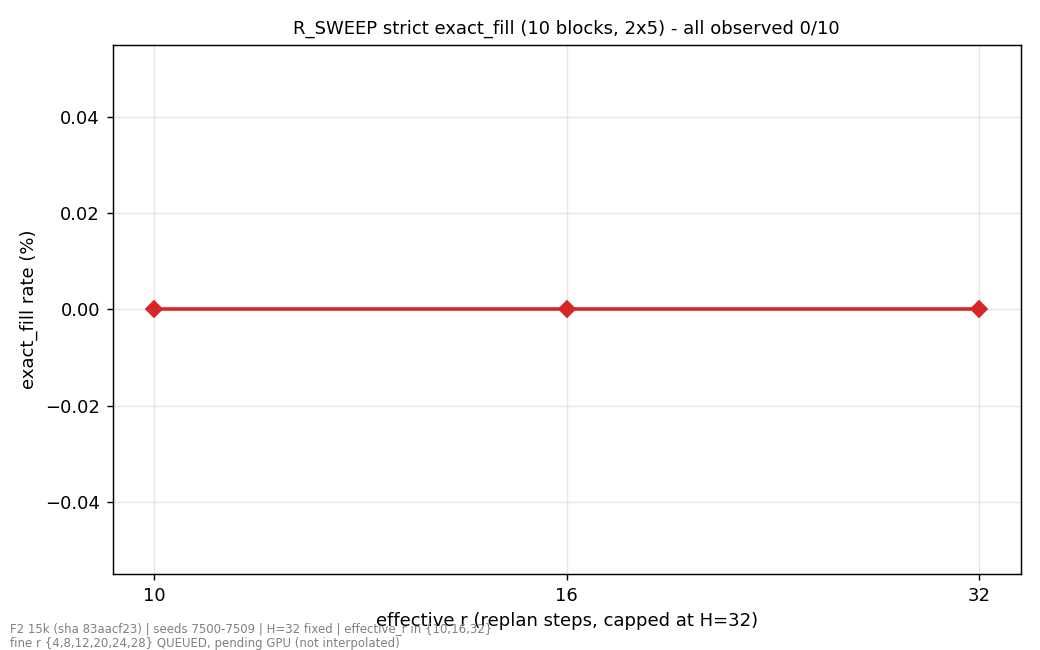 R_SWEEP strict exact_fill (10 blocks, 2x5) - all observed 0/10
exact_fill rate (%)
0.04
0.02
0.00
−0.02
−0.04
10
16
32
effective r (replan steps, capped at H=32)
F2 15k (sha 83aacf23) | seeds 7500-7509 | H=32 fixed | effective_r in {10,16,32}
fine r {4,8,12,20,24,28} QUEUED, pending GPU (not interpolated)